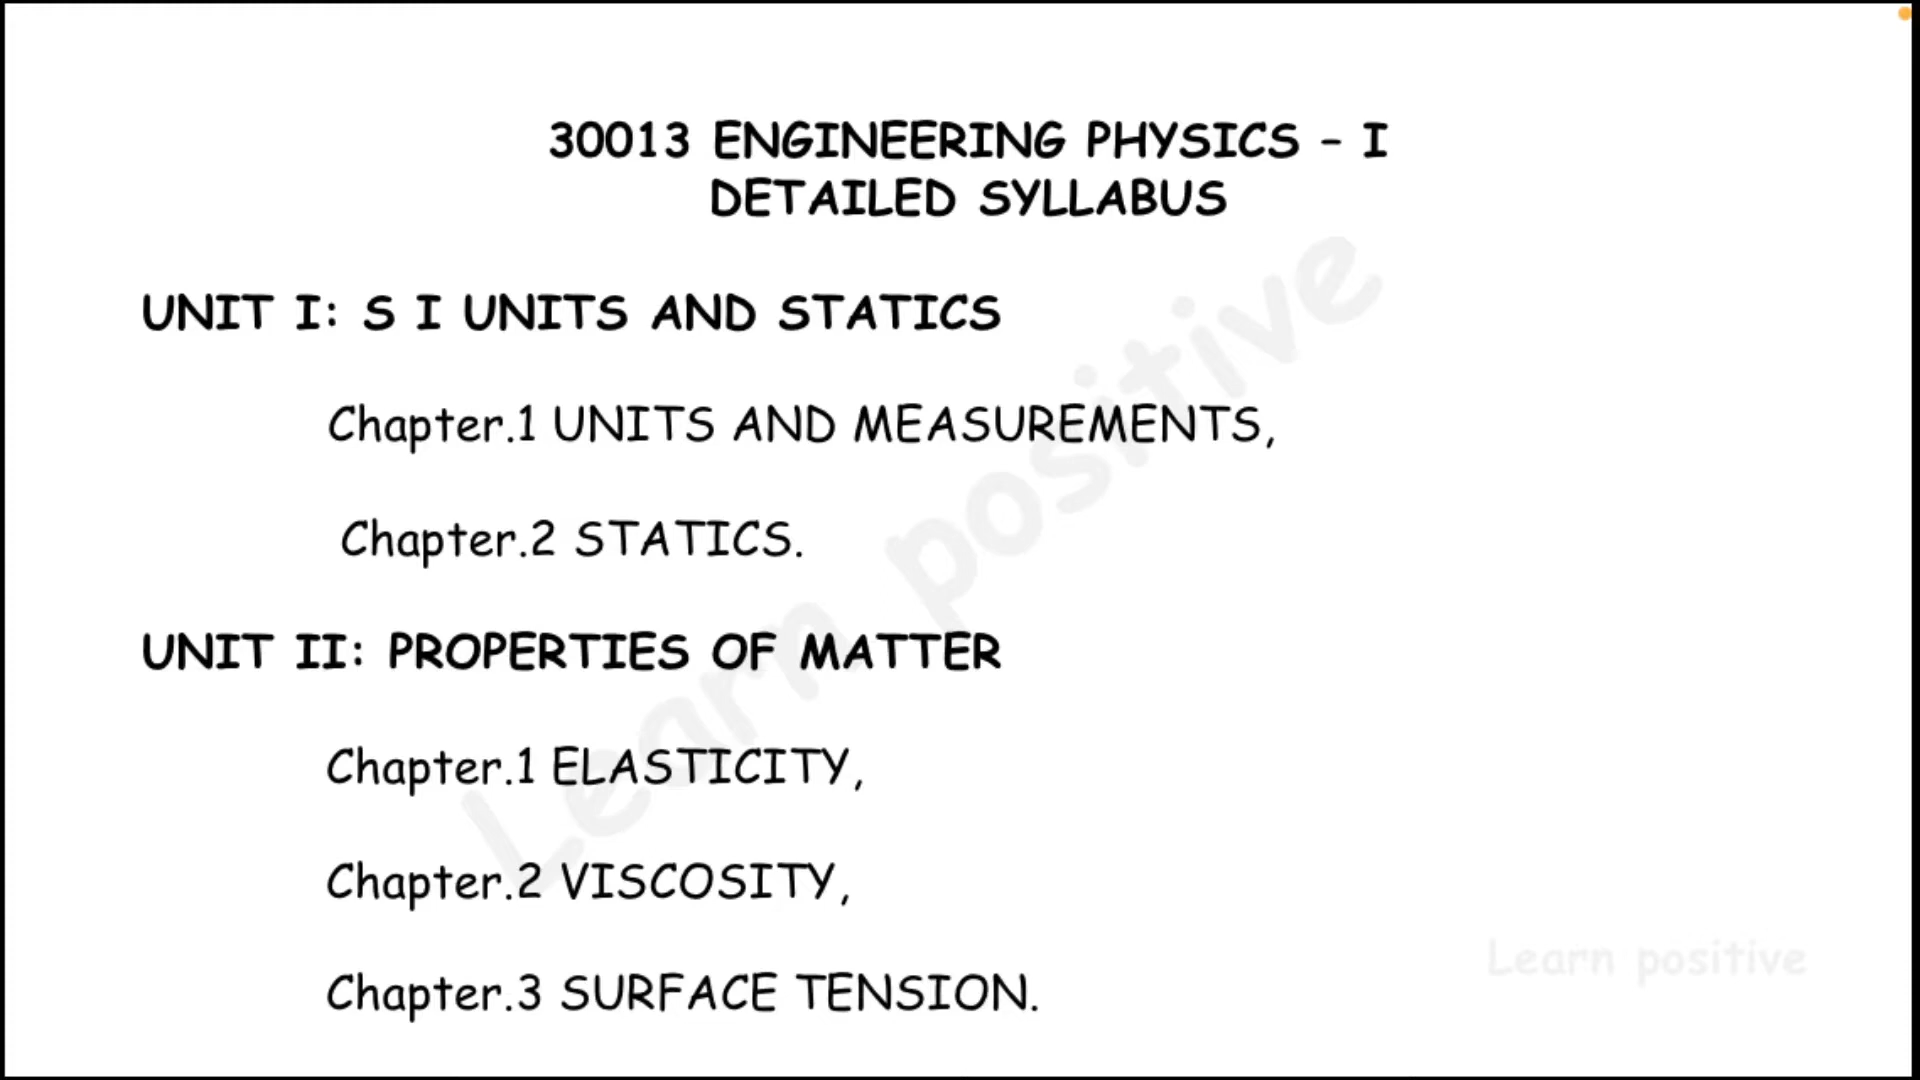 30013 ENGINEERING PHYSICS – I
DETAILED SYLLABUS
UNIT I: S I UNITS AND STATICS
Chapter.1 UNITS AND MEASUREMENTS,
Chapter.2 STATICS.
UNIT II: PROPERTIES OF MATTER
Chapter.1 ELASTICITY,
Chapter.2 VISCOSITY,
Chapter.3 SURFACE TENSION.
Learn positive
Learn positive